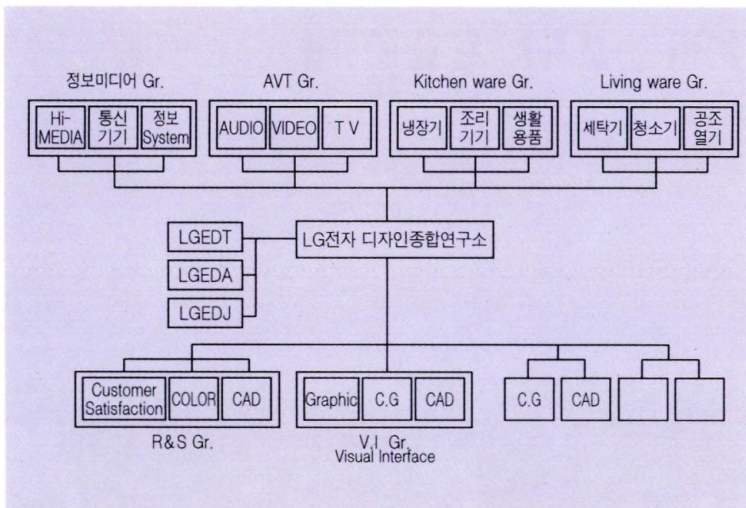 정보미디어 Gr.
AVT Gr.
Kitchen ware Gr.
Living ware Gr.
Hi-
MEDIA
통신
기기
정보
System
AUDIO
VIDEO
T V
냉장기
조리
기기
생활
용품
세탁기
청소기
공조
열기
LG전자 디자인종합연구소
LGEDT
LGEDA
LGEDJ
Customer
Satisfaction
COLOR
CAD
R&S Gr.
Graphic
C.G
CAD
V.I Gr.
Visual Interface
C.G
CAD